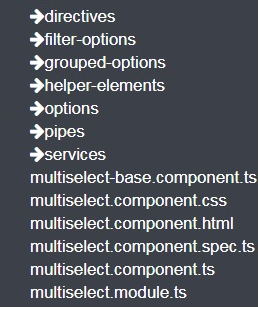 ➔directives
➔filter-options
➔grouped-options
➔helper-elements
➔options
➔pipes
➔services
multiselect-base.component.ts
multiselect.component.css
multiselect.component.html
multiselect.component.spec.ts
multiselect.component.ts
multiselect.module.ts